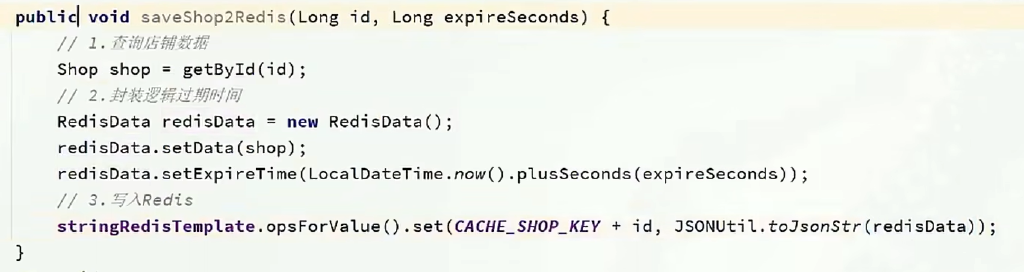 public void saveShop2Redis(Long id, Long expireSeconds) {
    // 1.查询店铺数据
    Shop shop = getById(id);
    // 2.封装逻辑过期时间
    RedisData redisData = new RedisData();
    redisData.setData(shop);
    redisData.setExpireTime(LocalDateTime.now().plusSeconds(expireSeconds));
    // 3.写入Redis
    stringRedisTemplate.opsForValue().set(CACHE_SHOP_KEY + id, JSONUtil.toJsonStr(redisData));
}